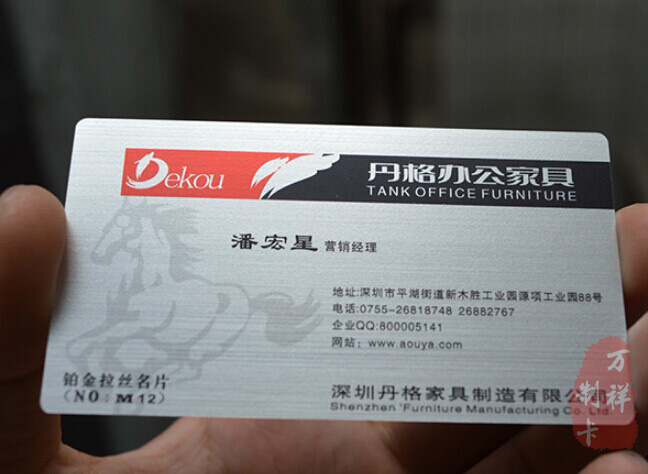 Dekou
丹格办公家具
TANK OFFICE FURNITURE
潘宏星 营销经理
地址:深圳市平湖街道新木胜工业园源项工业园88号
电话:0755-26818748 26882767
企业QQ:800005141
网站: www.aouya.com
铂金拉丝名片
(NO:M12)
深圳丹格家具制造有限公司
Shenzhen 'Furniture Manufacturing Co. Ltd.
万祥
制卡